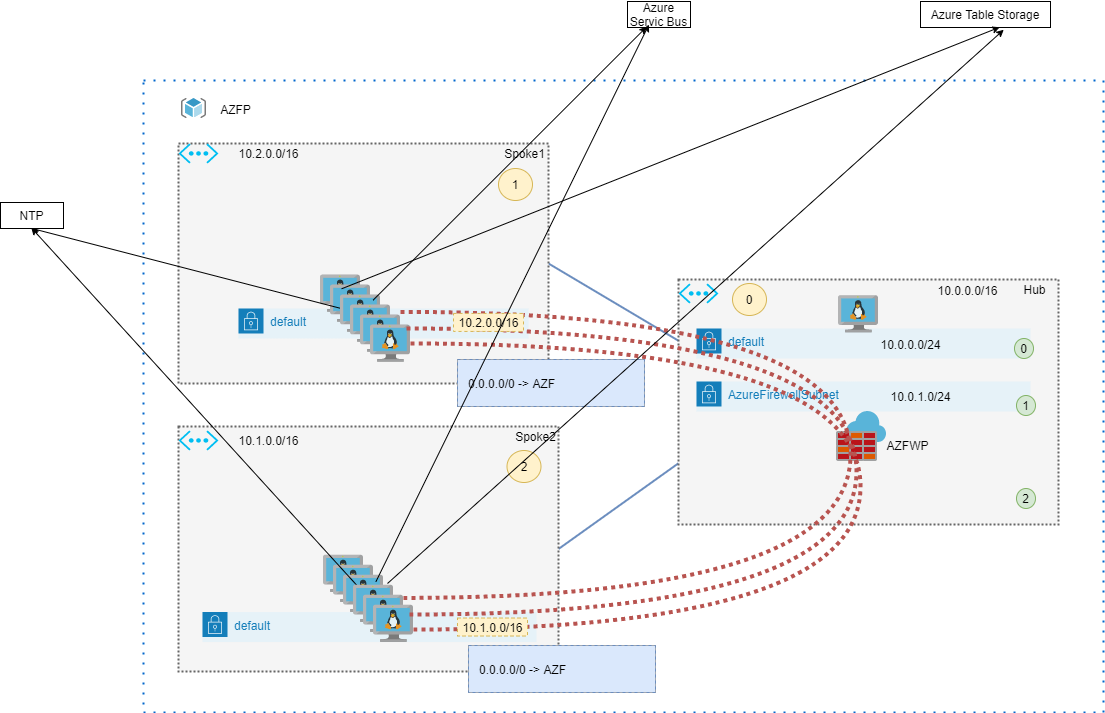 Azure
Servic Bus
Azure Table Storage
AZFP
10.2.0.0/16
Spoke1
1
NTP
default
10.2.0.0/16
0.0.0.0/0 -> AZF
10.0.0.0/16
Hub
0
default
10.0.0.0/24
0
AzureFirewallSubnet
10.0.1.0/24
1
AZFWP
2
10.1.0.0/16
Spoke2
2
default
10.1.0.0/16
0.0.0.0/0 -> AZF